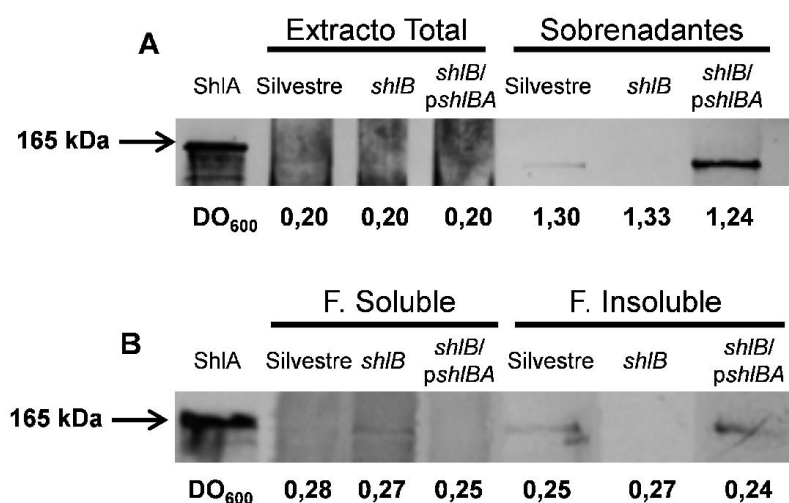 A
Extracto Total
Sobrenadantes
ShlA
Silvestre
shlB
shlB/
pshlBA
Silvestre
shlB
shlB/
pshlBA
165 kDa
DO600 0,20 0,20 0,20 1,30 1,33 1,24
B
F. Soluble
F. Insoluble
ShlA
Silvestre
shlB
shlB/
pshlBA
Silvestre
shlB
shlB/
pshlBA
165 kDa
DO600 0,28 0,27 0,25 0,25 0,27 0,24